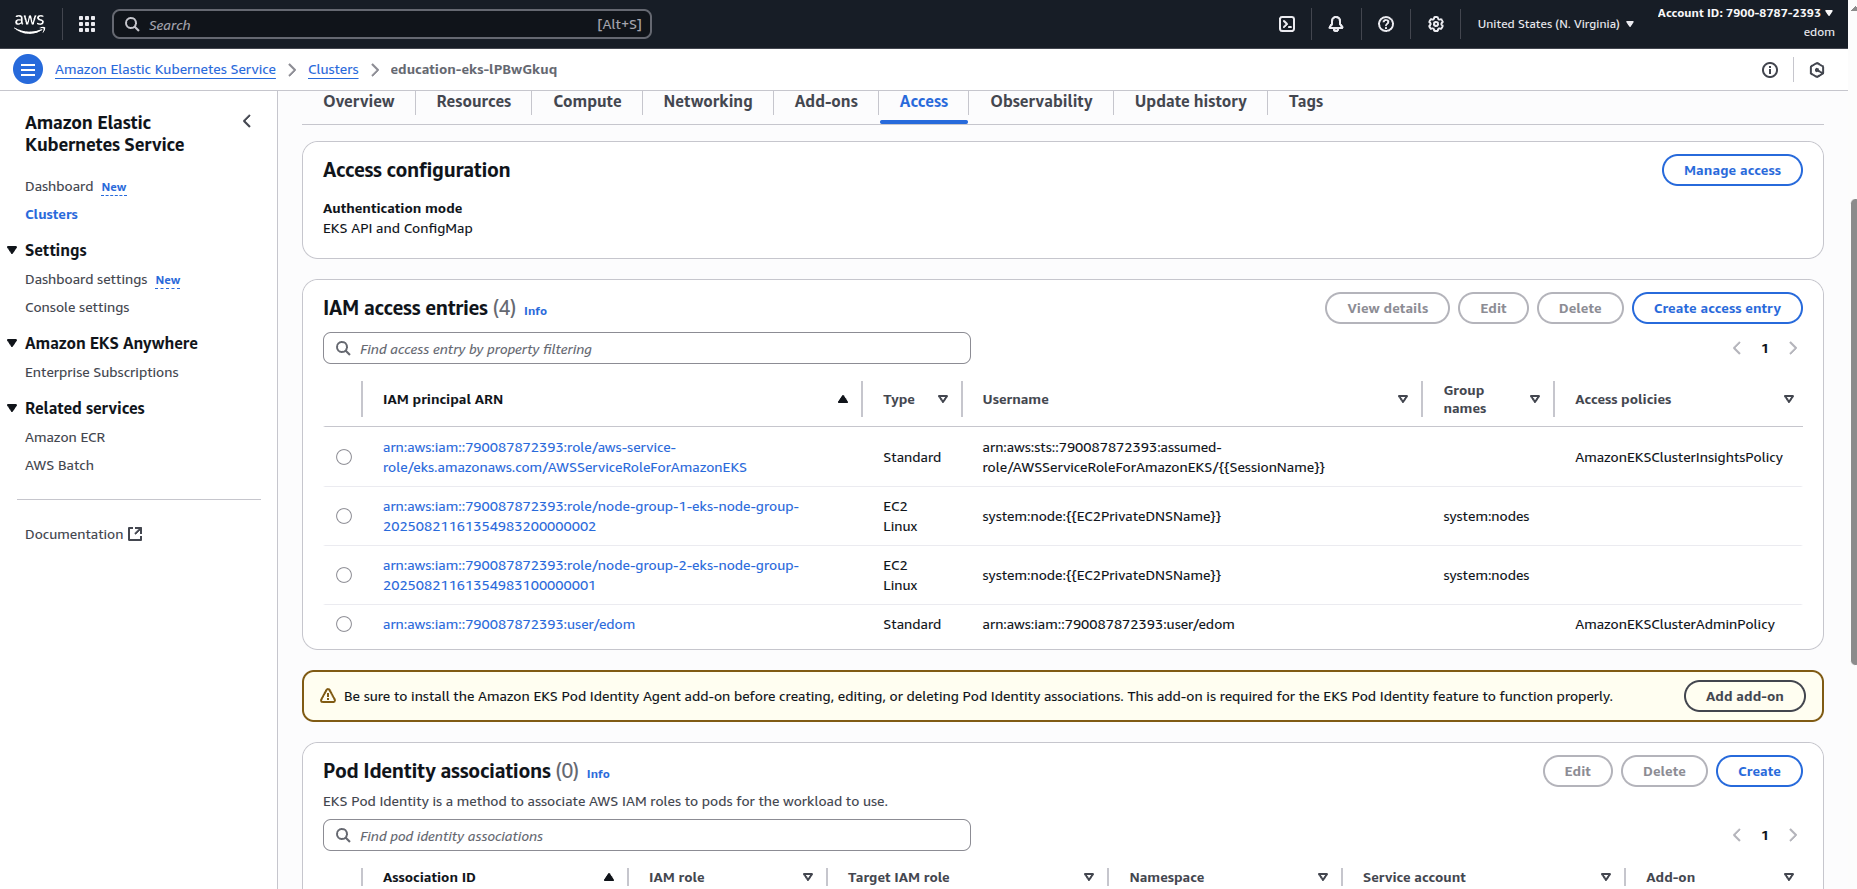 aws
Search [Alt+S]
United States (N. Virginia)
Account ID: 7900-8787-2393
edom
Amazon Elastic Kubernetes Service
Clusters
education-eks-lPBwGkuq
Amazon Elastic
Kubernetes Service
Dashboard New
Clusters
Settings
Dashboard settings New
Console settings
Amazon EKS Anywhere
Enterprise Subscriptions
Related services
Amazon ECR
AWS Batch
Documentation
Overview Resources Compute Networking Add-ons Access Observability Update history Tags
Access configuration
Manage access
Authentication mode
EKS API and ConfigMap
IAM access entries (4) Info
View details Edit Delete Create access entry
Find access entry by property filtering
1
IAM principal ARN Type Username Group names Access policies
arn:aws:iam::790087872393:role/aws-service-
role/eks.amazonaws.com/AWSServiceRoleForAmazonEKS
Standard
arn:aws:sts::790087872393:assumed-
role/AWSServiceRoleForAmazonEKS/{{SessionName}}
AmazonEKSClusterInsightsPolicy
arn:aws:iam::790087872393:role/node-group-1-eks-node-group-
20250821161354983200000002
EC2
Linux
system:node:{{EC2PrivateDNSName}}
system:nodes
arn:aws:iam::790087872393:role/node-group-2-eks-node-group-
20250821161354983100000001
EC2
Linux
system:node:{{EC2PrivateDNSName}}
system:nodes
arn:aws:iam::790087872393:user/edom
Standard
arn:aws:iam::790087872393:user/edom
AmazonEKSClusterAdminPolicy
Be sure to install the Amazon EKS Pod Identity Agent add-on before creating, editing, or deleting Pod Identity associations. This add-on is required for the EKS Pod Identity feature to function properly.
Add add-on
Pod Identity associations (0) Info
Edit Delete Create
EKS Pod Identity is a method to associate AWS IAM roles to pods for the workload to use.
Find pod identity associations
1
Association ID IAM role Target IAM role Namespace Service account Add-on